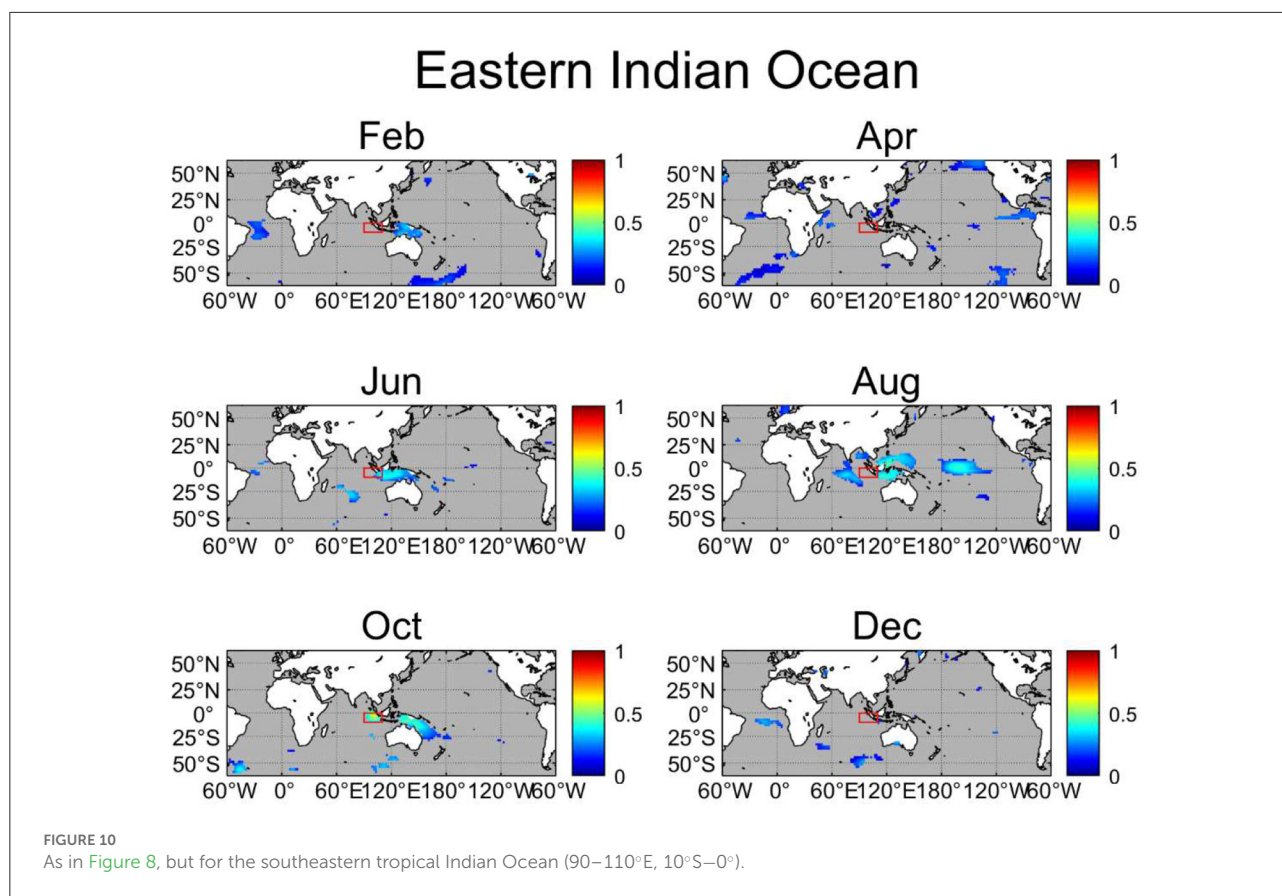 Eastern Indian Ocean
Feb
50°N
25°N
0°
25°S
50°S
60°W 0° 60°E120°E180°120°W60°W
1
0.5
0
Apr
50°N
25°N
0°
25°S
50°S
60°W 0° 60°E120°E180°120°W60°W
1
0.5
0
Jun
50°N
25°N
0°
25°S
50°S
60°W 0° 60°E120°E180°120°W60°W
1
0.5
0
Aug
50°N
25°N
0°
25°S
50°S
60°W 0° 60°E120°E180°120°W60°W
1
0.5
0
Oct
50°N
25°N
0°
25°S
50°S
60°W 0° 60°E120°E180°120°W60°W
1
0.5
0
Dec
50°N
25°N
0°
25°S
50°S
60°W 0° 60°E120°E180°120°W60°W
1
0.5
0
FIGURE 10
As in Figure 8, but for the southeastern tropical Indian Ocean (90–110°E, 10°S–0°).